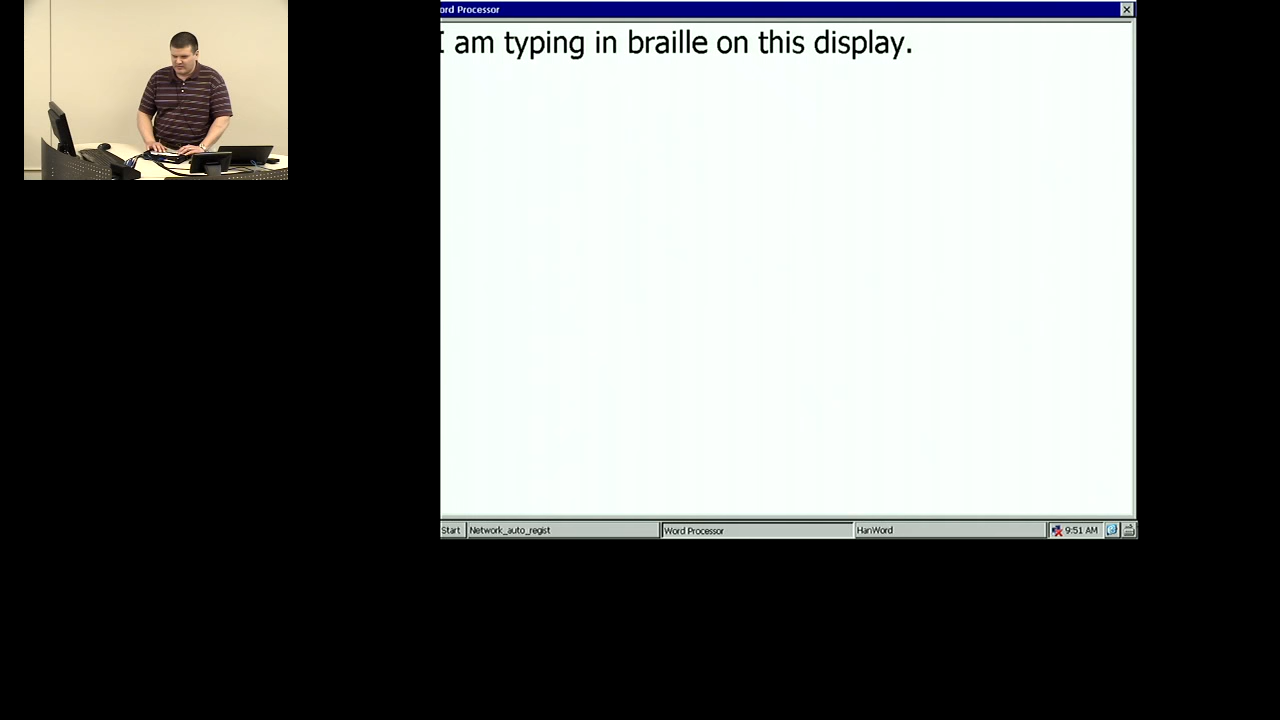 ord Processor
I am typing in braille on this display.
Start
Network_auto_regist
Word Processor
HanWord
9:51 AM